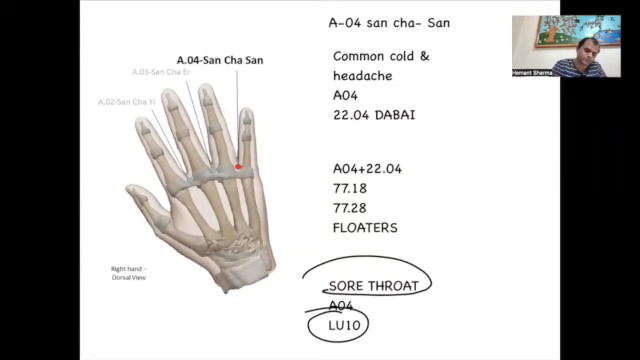 A-04 san cha- San
A.04-San Cha San
Common cold &
headache
A04
22.04 DABAI
A.03-San Cha Er
A.02-San Cha Yi
A04+22.04
77.18
77.28
FLOATERS
Right hand –
Dorsal View
SORE THROAT
A04
LU10
Hemant Sharma